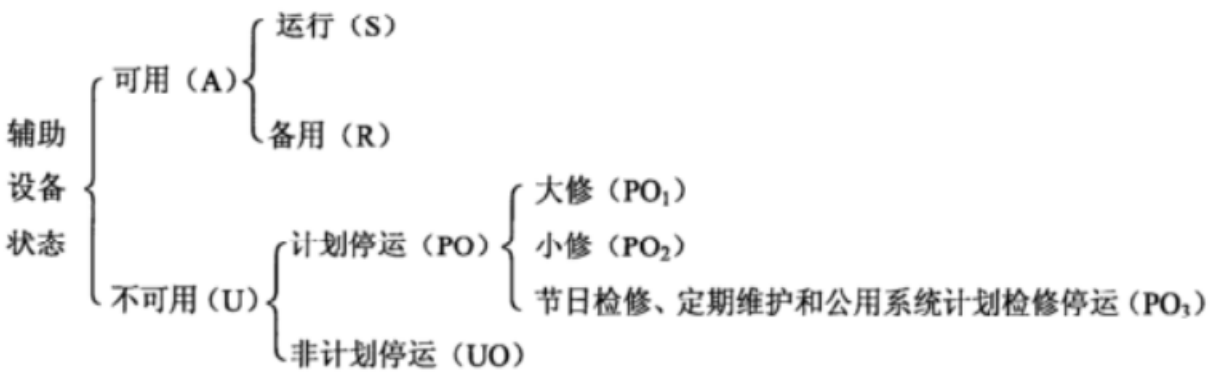 辅助
设备
状态
可用（A）
运行（S）
备用（R）
不可用（U）
计划停运（PO）
大修（PO₁）
小修（PO₂）
节日检修、定期维护和公用系统计划检修停运（PO₃）
非计划停运（UO）